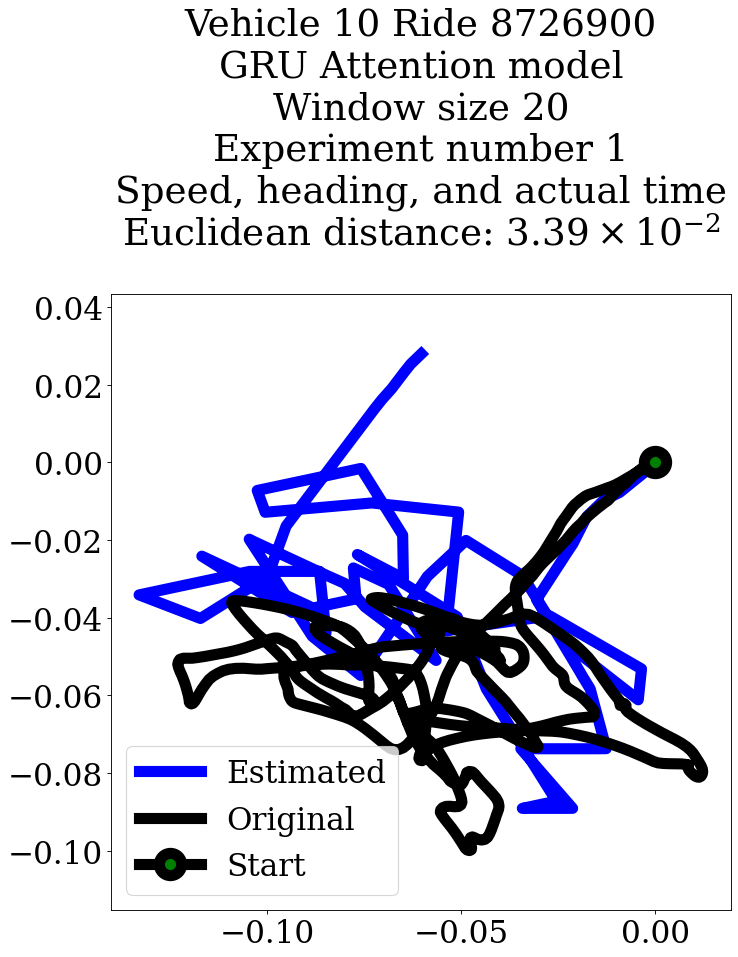 Vehicle 10 Ride 8726900
GRU Attention model
Window size 20
Experiment number 1
Speed, heading, and actual time
Euclidean distance: 3.39 × 10⁻²
0.04
0.02
0.00
−0.02
−0.04
−0.06
−0.08
−0.10
Estimated
Original
Start
−0.10
−0.05
0.00